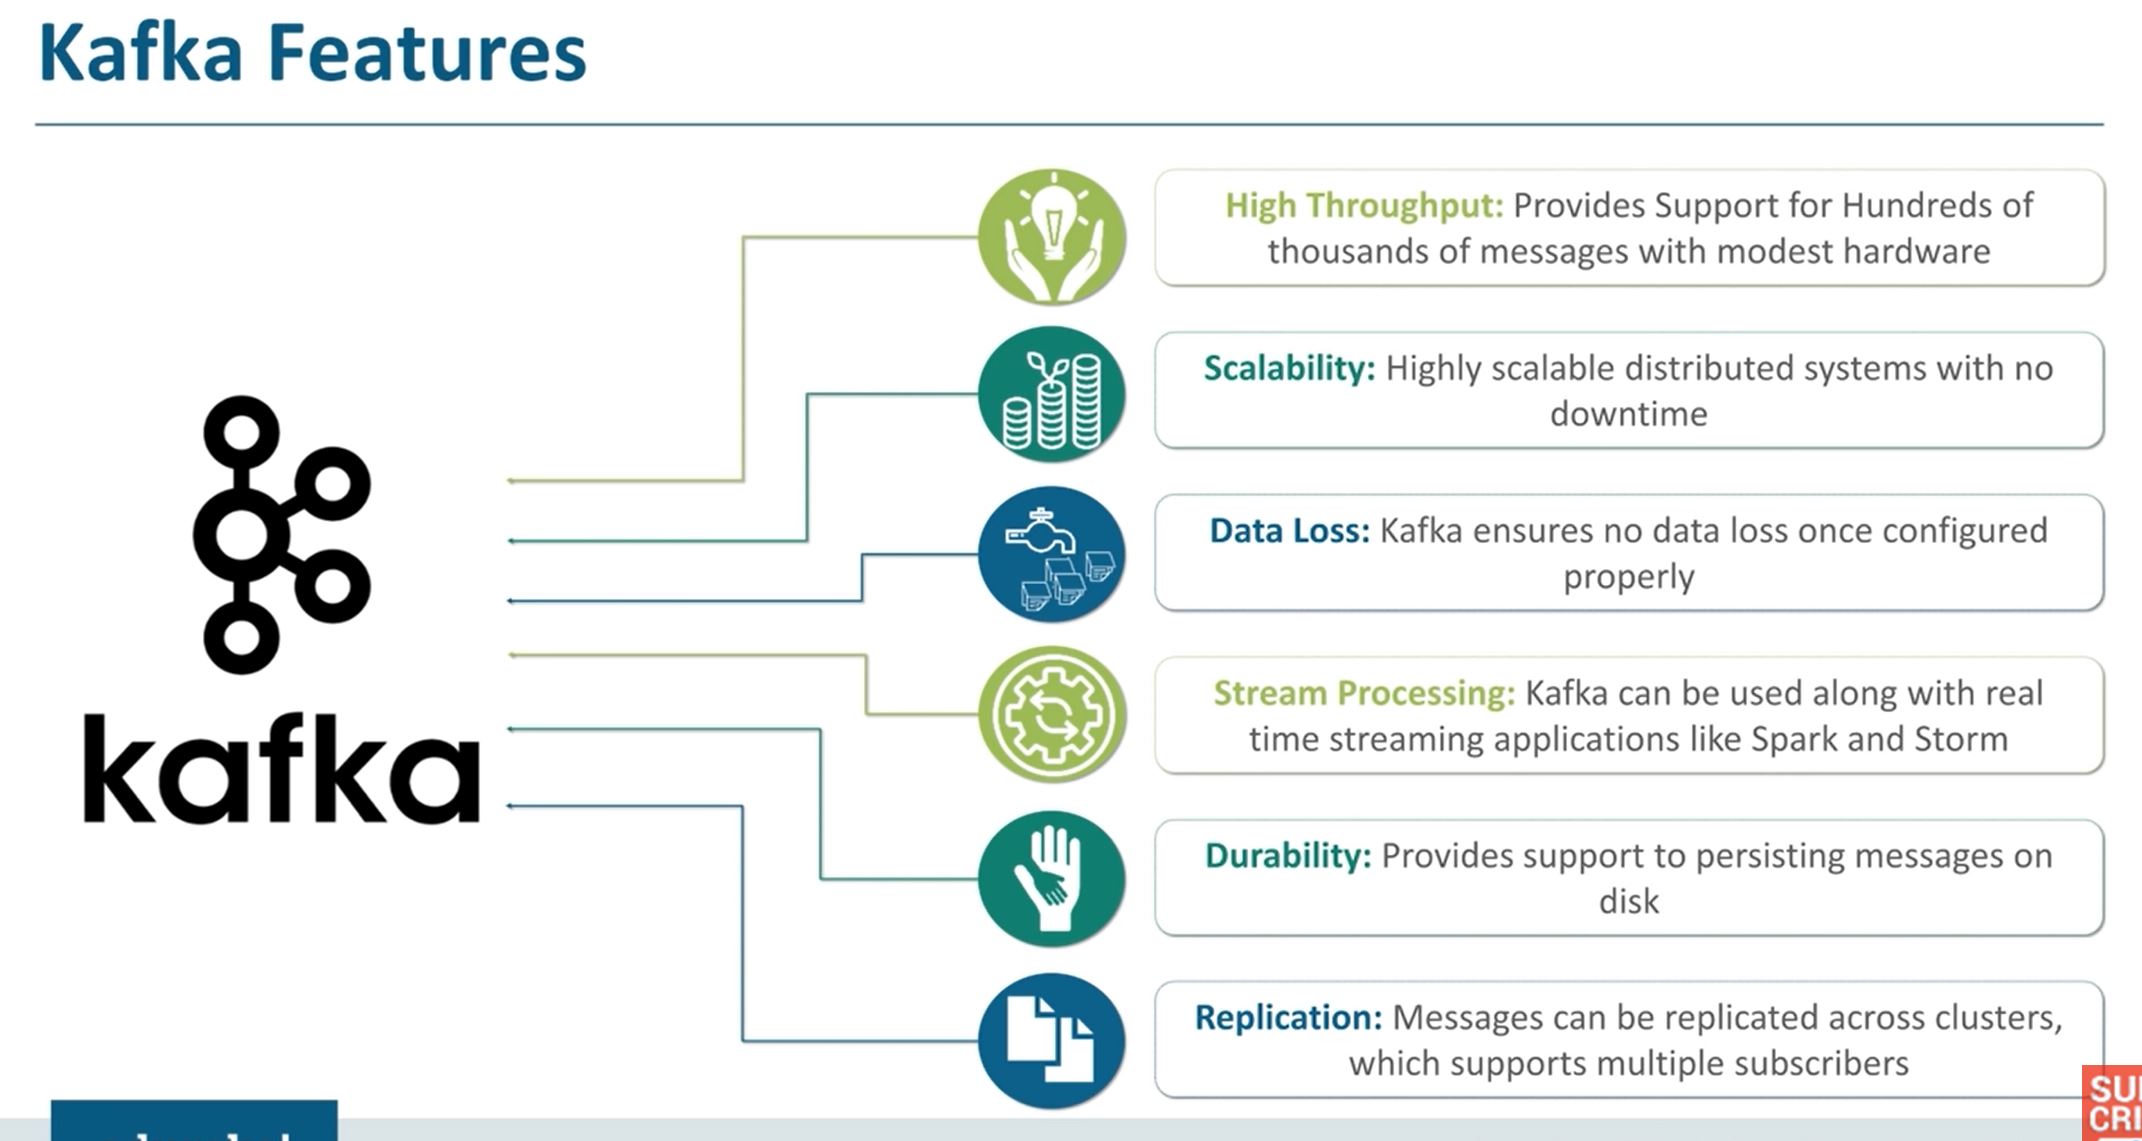 Kafka Features
High Throughput: Provides Support for Hundreds of
thousands of messages with modest hardware
Scalability: Highly scalable distributed systems with no
downtime
Data Loss: Kafka ensures no data loss once configured
properly
Stream Processing: Kafka can be used along with real
time streaming applications like Spark and Storm
Durability: Provides support to persisting messages on
disk
Replication: Messages can be replicated across clusters,
which supports multiple subscribers
kafka